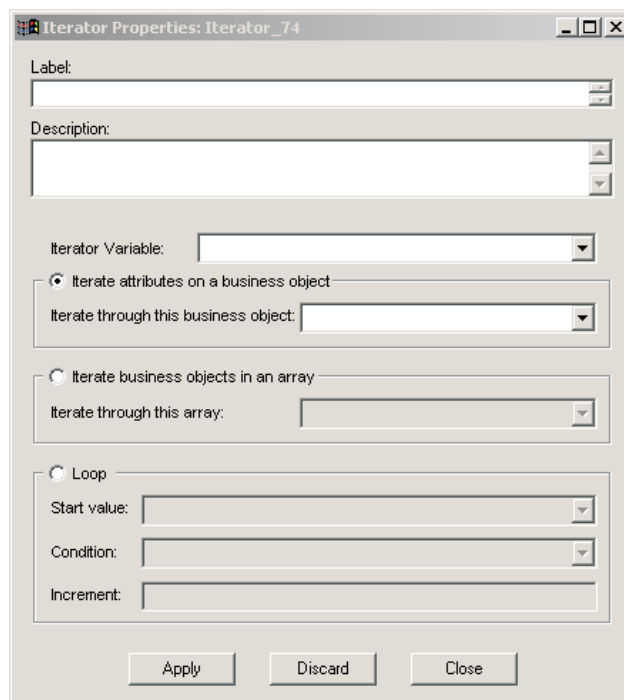 Iterator Properties: Iterator_74
Label:
Description:
Iterator Variable:
Iterate attributes on a business object
Iterate through this business object:
Iterate business objects in an array
Iterate through this array:
Loop
Start value:
Condition:
Increment:
Apply Discard Close